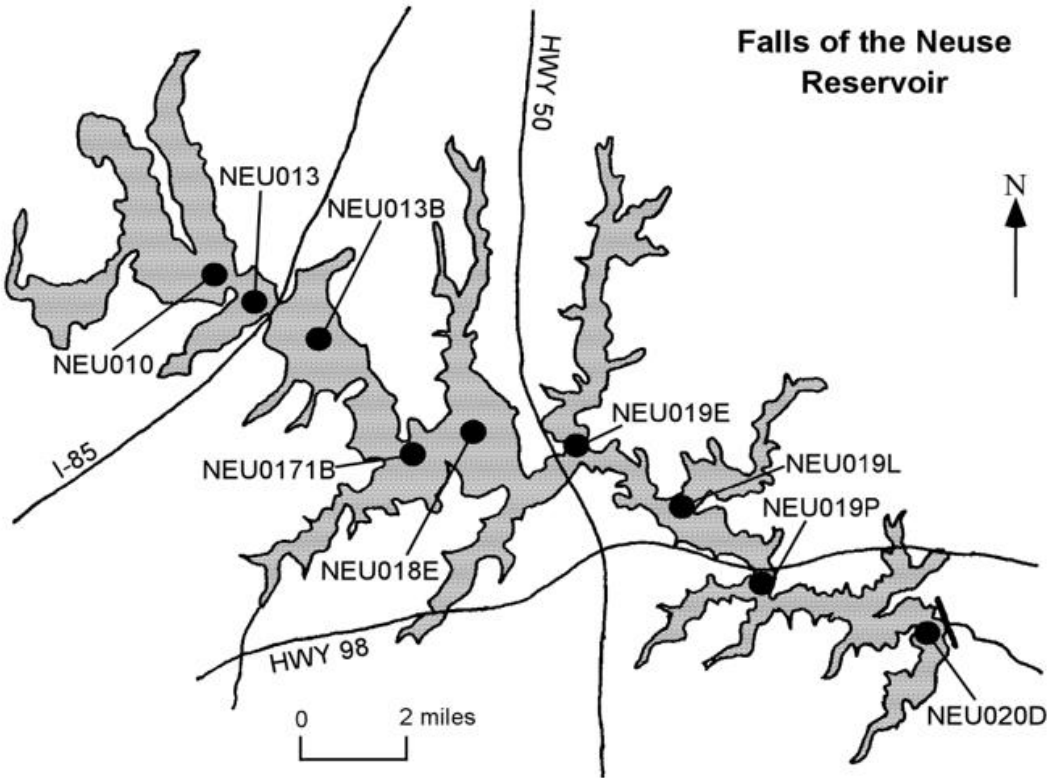 Falls of the Neuse
Reservoir
HWY 50
N
NEU013
NEU013B
NEU010
I-85
NEU019E
NEU0171B
NEU019L
NEU019P
NEU018E
HWY 98
0 2 miles
NEU020D